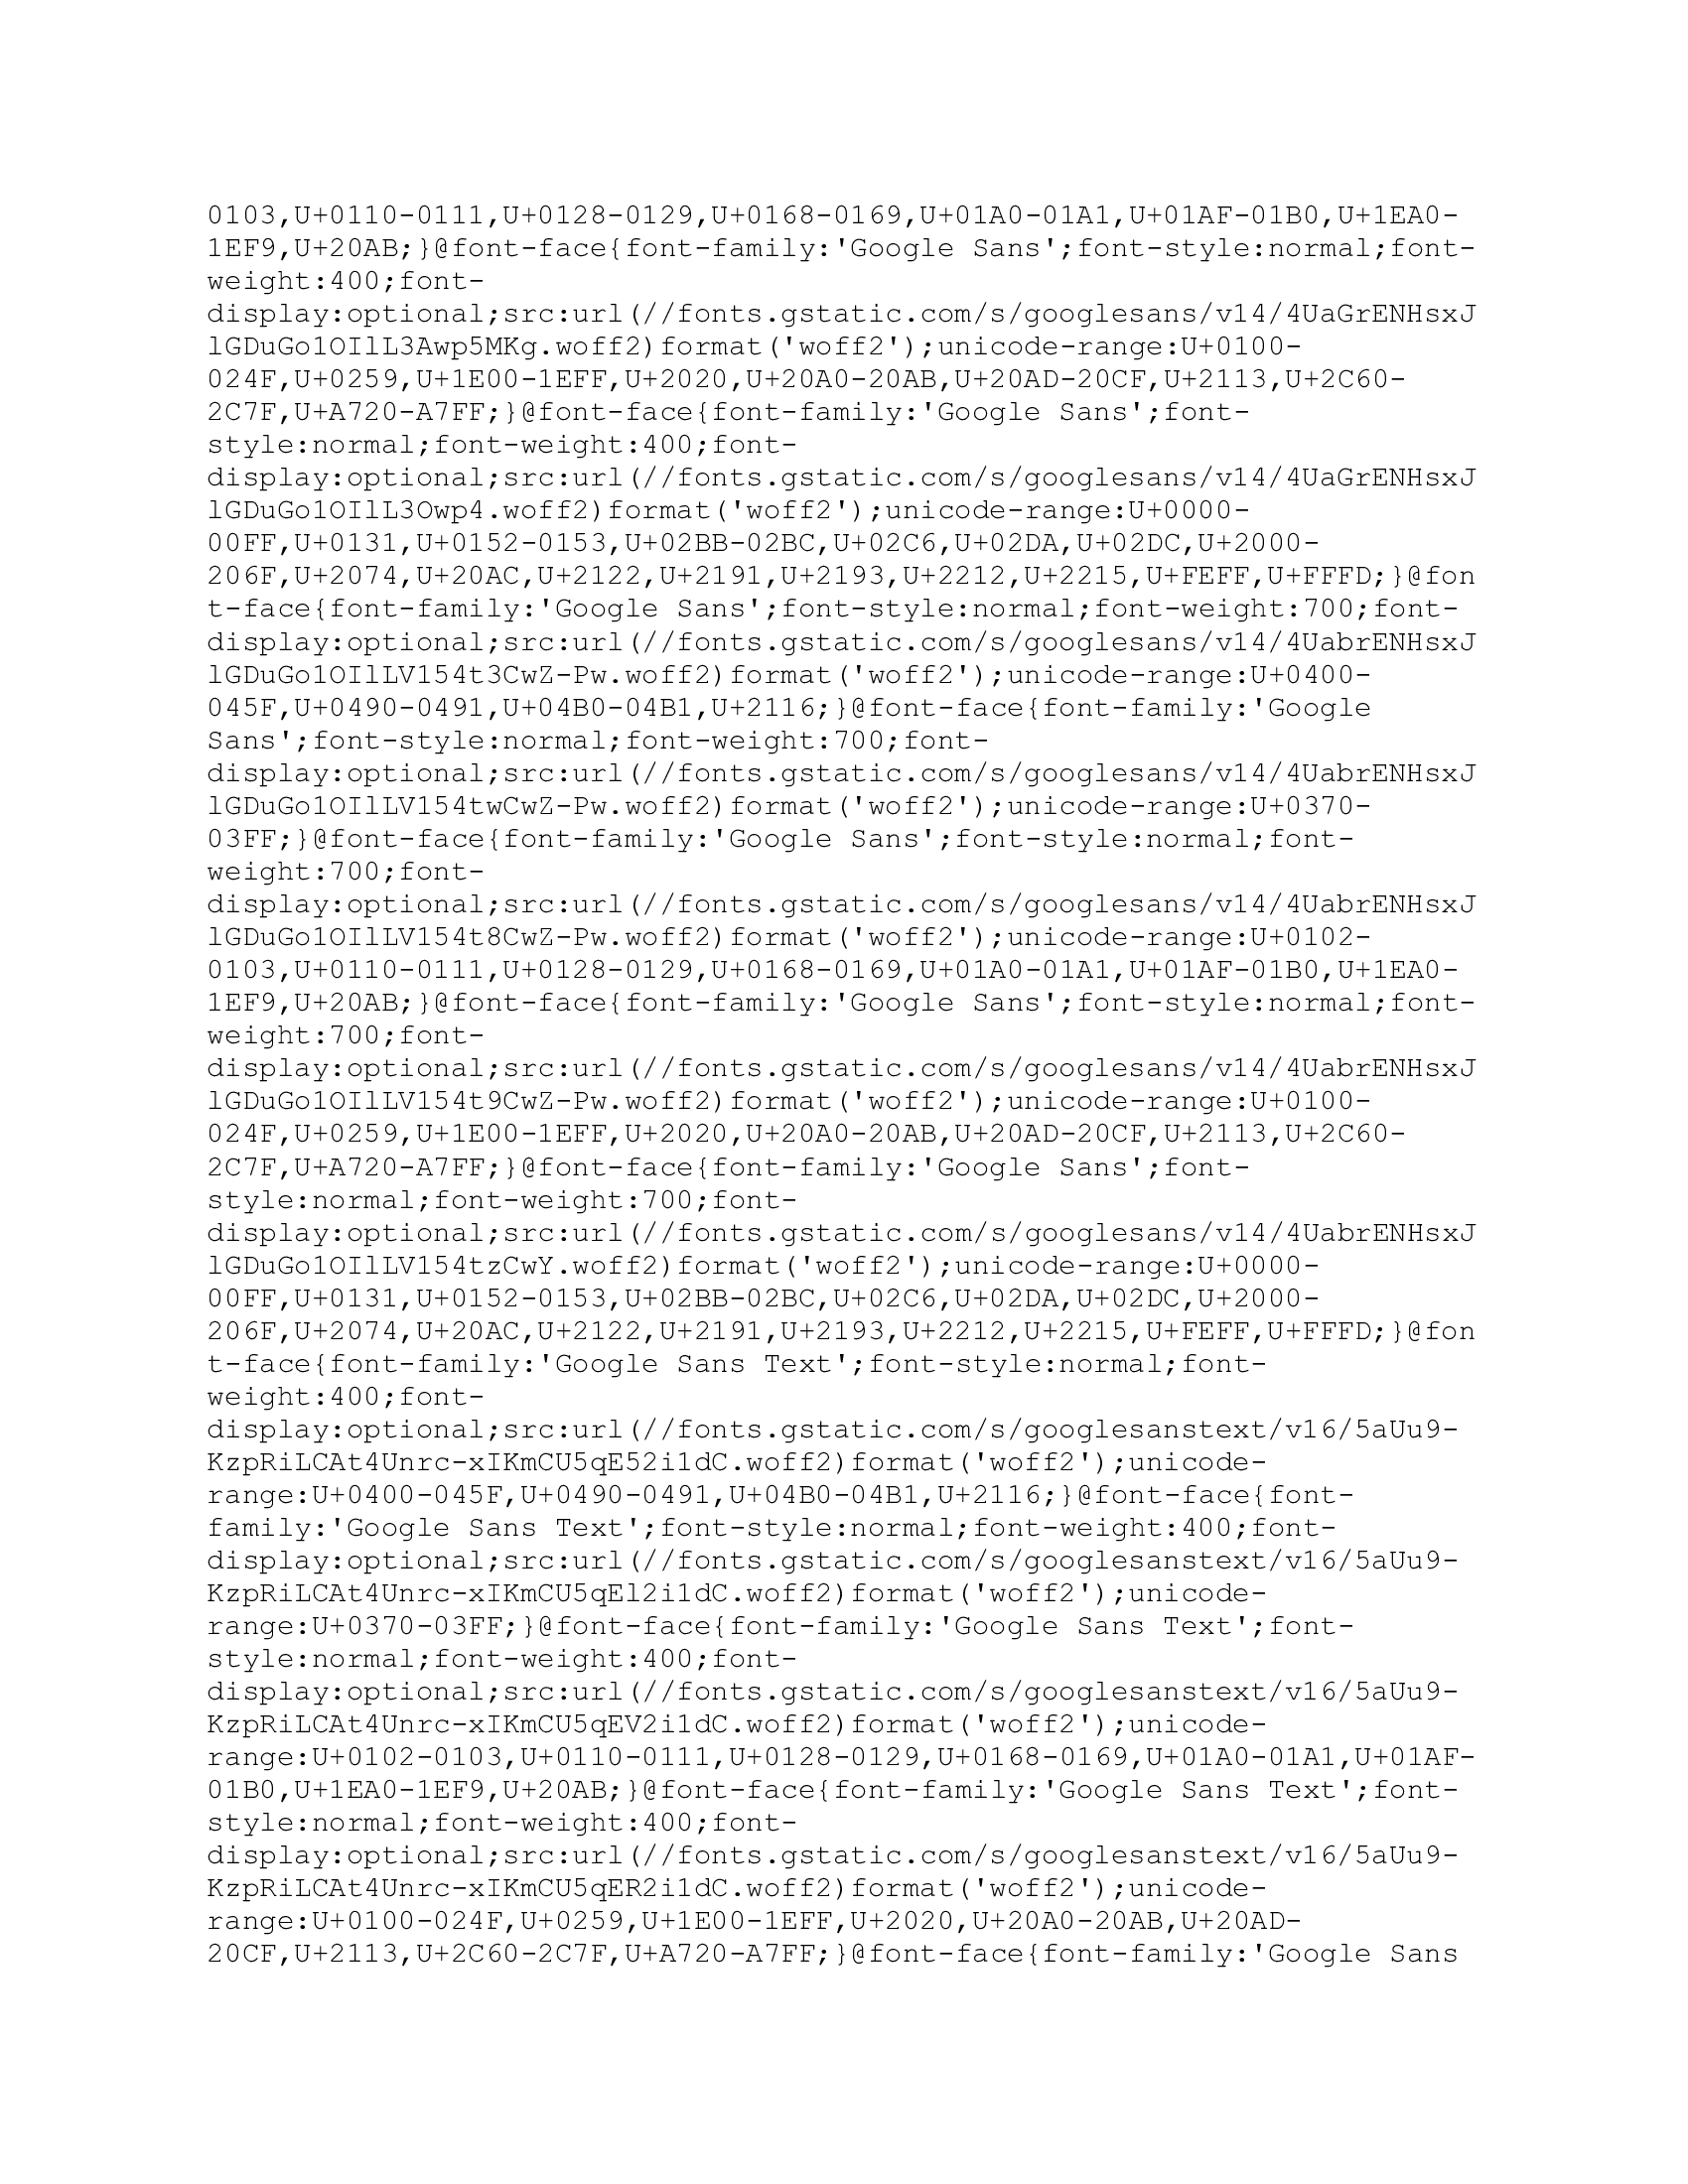 0103,U+0110-0111,U+0128-0129,U+0168-0169,U+01A0-01A1,U+01AF-01B0,U+1EA0-
1EF9,U+20AB;}@font-face{font-family:'Google Sans';font-style:normal;font-
weight:400;font-
display:optional;src:url(//fonts.gstatic.com/s/googlesans/v14/4UaGrENHsxJ
lGDuGo1OIlL3Awp5MKg.woff2)format('woff2');unicode-range:U+0100-
024F,U+0259,U+1E00-1EFF,U+2020,U+20A0-20AB,U+20AD-20CF,U+2113,U+2C60-
2C7F,U+A720-A7FF;}@font-face{font-family:'Google Sans';font-
style:normal;font-weight:400;font-
display:optional;src:url(//fonts.gstatic.com/s/googlesans/v14/4UaGrENHsxJ
lGDuGo1OIlL3Owp4.woff2)format('woff2');unicode-range:U+0000-
00FF,U+0131,U+0152-0153,U+02BB-02BC,U+02C6,U+02DA,U+02DC,U+2000-
206F,U+2074,U+20AC,U+2122,U+2191,U+2193,U+2212,U+2215,U+FEFF,U+FFFD;}@fon
t-face{font-family:'Google Sans';font-style:normal;font-weight:700;font-
display:optional;src:url(//fonts.gstatic.com/s/googlesans/v14/4UabrENHsxJ
lGDuGo1OIlLV154t3CwZ-Pw.woff2)format('woff2');unicode-range:U+0400-
045F,U+0490-0491,U+04B0-04B1,U+2116;}@font-face{font-family:'Google
Sans';font-style:normal;font-weight:700;font-
display:optional;src:url(//fonts.gstatic.com/s/googlesans/v14/4UabrENHsxJ
lGDuGo1OIlLV154twCwZ-Pw.woff2)format('woff2');unicode-range:U+0370-
03FF;}@font-face{font-family:'Google Sans';font-style:normal;font-
weight:700;font-
display:optional;src:url(//fonts.gstatic.com/s/googlesans/v14/4UabrENHsxJ
lGDuGo1OIlLV154t8CwZ-Pw.woff2)format('woff2');unicode-range:U+0102-
0103,U+0110-0111,U+0128-0129,U+0168-0169,U+01A0-01A1,U+01AF-01B0,U+1EA0-
1EF9,U+20AB;}@font-face{font-family:'Google Sans';font-style:normal;font-
weight:700;font-
display:optional;src:url(//fonts.gstatic.com/s/googlesans/v14/4UabrENHsxJ
lGDuGo1OIlLV154t9CwZ-Pw.woff2)format('woff2');unicode-range:U+0100-
024F,U+0259,U+1E00-1EFF,U+2020,U+20A0-20AB,U+20AD-20CF,U+2113,U+2C60-
2C7F,U+A720-A7FF;}@font-face{font-family:'Google Sans';font-
style:normal;font-weight:700;font-
display:optional;src:url(//fonts.gstatic.com/s/googlesans/v14/4UabrENHsxJ
lGDuGo1OIlLV154tzCwY.woff2)format('woff2');unicode-range:U+0000-
00FF,U+0131,U+0152-0153,U+02BB-02BC,U+02C6,U+02DA,U+02DC,U+2000-
206F,U+2074,U+20AC,U+2122,U+2191,U+2193,U+2212,U+2215,U+FEFF,U+FFFD;}@fon
t-face{font-family:'Google Sans Text';font-style:normal;font-
weight:400;font-
display:optional;src:url(//fonts.gstatic.com/s/googlesanstext/v16/5aUu9-
KzpRiLCAt4Unrc-xIKmCU5qE52i1dC.woff2)format('woff2');unicode-
range:U+0400-045F,U+0490-0491,U+04B0-04B1,U+2116;}@font-face{font-
family:'Google Sans Text';font-style:normal;font-weight:400;font-
display:optional;src:url(//fonts.gstatic.com/s/googlesanstext/v16/5aUu9-
KzpRiLCAt4Unrc-xIKmCU5qEl2i1dC.woff2)format('woff2');unicode-
range:U+0370-03FF;}@font-face{font-family:'Google Sans Text';font-
style:normal;font-weight:400;font-
display:optional;src:url(//fonts.gstatic.com/s/googlesanstext/v16/5aUu9-
KzpRiLCAt4Unrc-xIKmCU5qEV2i1dC.woff2)format('woff2');unicode-
range:U+0102-0103,U+0110-0111,U+0128-0129,U+0168-0169,U+01A0-01A1,U+01AF-
01B0,U+1EA0-1EF9,U+20AB;}@font-face{font-family:'Google Sans Text';font-
style:normal;font-weight:400;font-
display:optional;src:url(//fonts.gstatic.com/s/googlesanstext/v16/5aUu9-
KzpRiLCAt4Unrc-xIKmCU5qER2i1dC.woff2)format('woff2');unicode-
range:U+0100-024F,U+0259,U+1E00-1EFF,U+2020,U+20A0-20AB,U+20AD-
20CF,U+2113,U+2C60-2C7F,U+A720-A7FF;}@font-face{font-family:'Google Sans